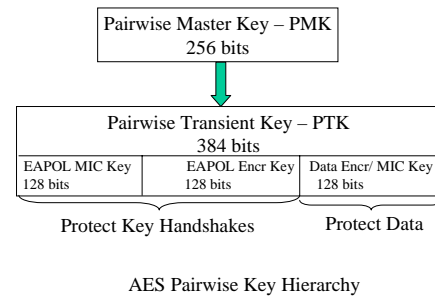 Pairwise Master Key – PMK
256 bits
Pairwise Transient Key – PTK
384 bits
EAPOL MIC Key
128 bits
EAPOL Encr Key
128 bits
Data Encr/ MIC Key
128 bits
Protect Key Handshakes
Protect Data
AES Pairwise Key Hierarchy